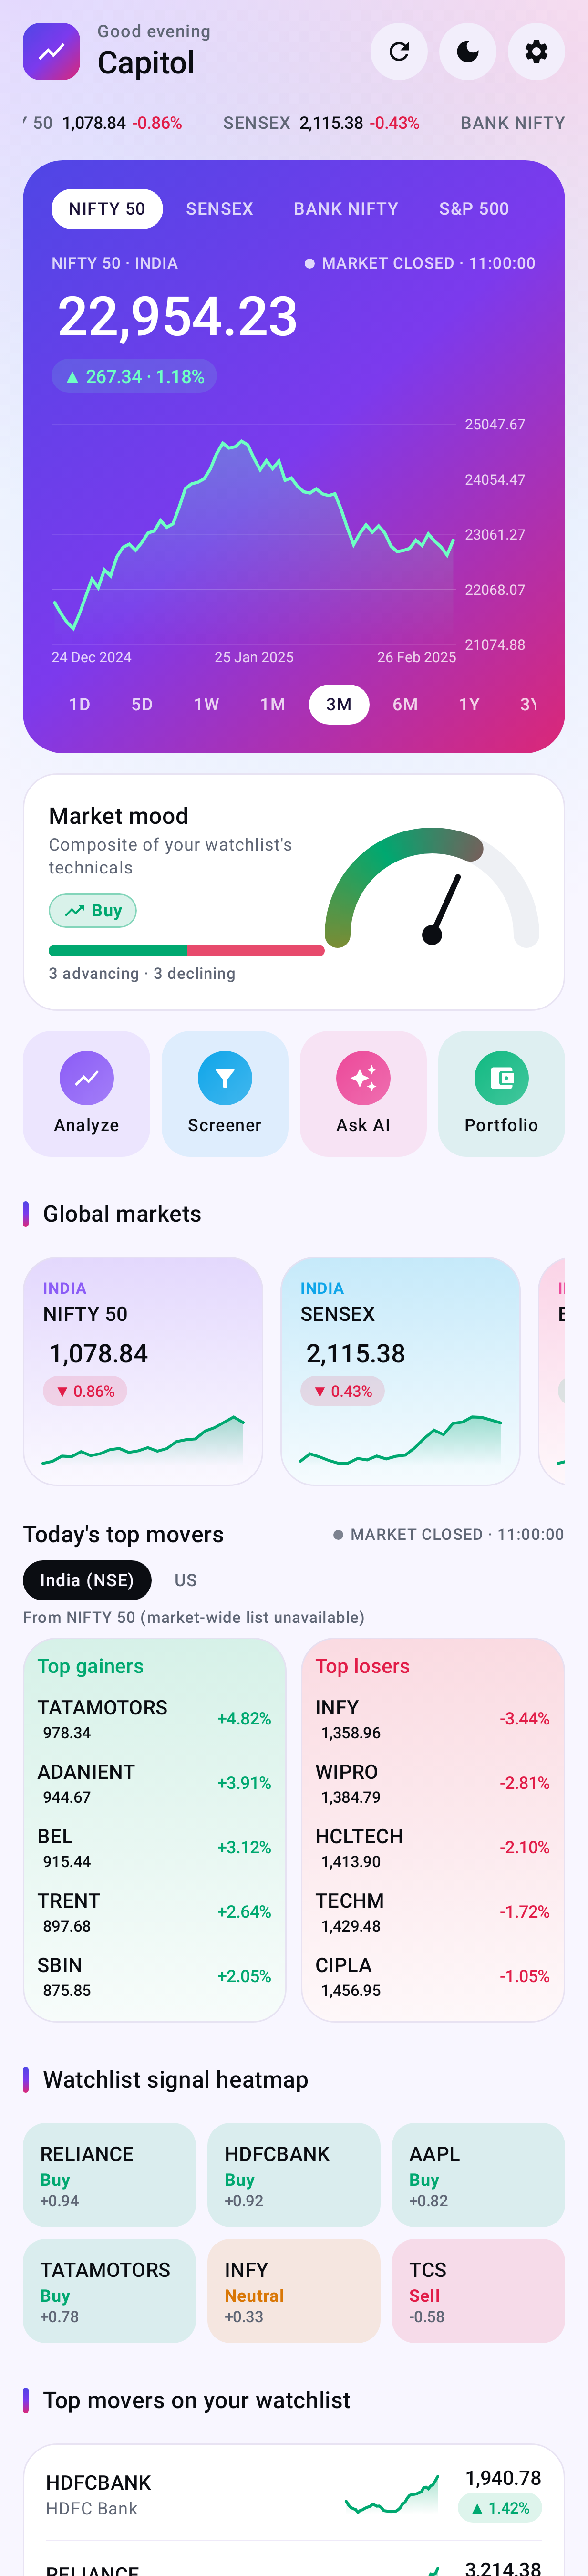 Good evening
Capitol
50 1,078.84 -0.86% SENSEX 2,115.38 -0.43% BANK NIFTY
NIFTY 50 SENSEX BANK NIFTY S&P 500
NIFTY 50 · INDIA ● MARKET CLOSED · 11:00:00
22,954.23
▲ 267.34 · 1.18%
25047.67
24054.47
23061.27
22068.07
21074.88
24 Dec 2024 25 Jan 2025 26 Feb 2025
1D 5D 1W 1M 3M 6M 1Y 3Y
Market mood
Composite of your watchlist's
technicals
Buy
3 advancing · 3 declining
Analyze Screener Ask AI Portfolio
Global markets
INDIA INDIA
NIFTY 50 SENSEX
1,078.84 2,115.38
▼ 0.86% ▼ 0.43%
Today's top movers ● MARKET CLOSED · 11:00:00
India (NSE) US
From NIFTY 50 (market-wide list unavailable)
Top gainers
TATAMOTORS
978.34 +4.82%
ADANIENT
944.67 +3.91%
BEL
915.44 +3.12%
TRENT
897.68 +2.64%
SBIN
875.85 +2.05%
Top losers
INFY
1,358.96 -3.44%
WIPRO
1,384.79 -2.81%
HCLTECH
1,413.90 -2.10%
TECHM
1,429.48 -1.72%
CIPLA
1,456.95 -1.05%
Watchlist signal heatmap
RELIANCE HDFCBANK AAPL
Buy Buy Buy
+0.94 +0.92 +0.82
TATAMOTORS INFY TCS
Buy Neutral Sell
+0.78 +0.33 -0.58
Top movers on your watchlist
HDFCBANK 1,940.78
HDFC Bank ▲ 1.42%
RELIANCE 3,214.38